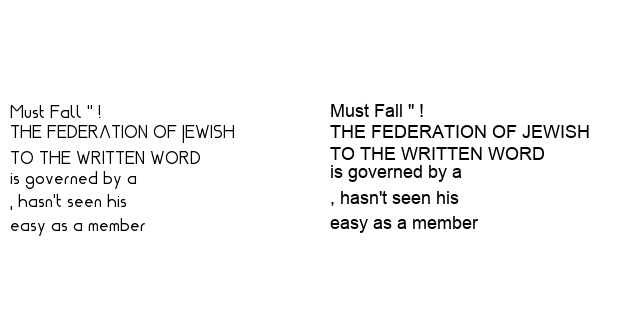 Must Fall " !
THE FEDERATION OF JEWISH
TO THE WRITTEN WORD
is governed by a
, hasn't seen his
easy as a member
Must Fall " !
THE FEDERATION OF JEWISH
TO THE WRITTEN WORD
is governed by a
, hasn't seen his
easy as a member